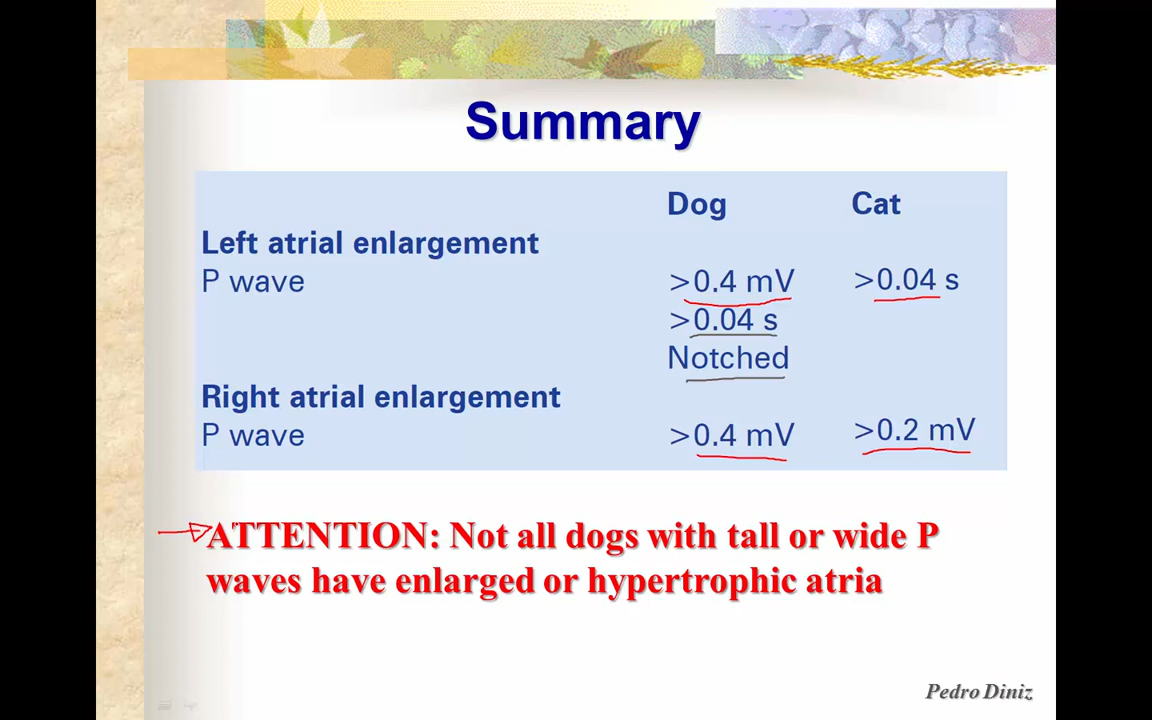 Summary
Dog Cat
Left atrial enlargement
P wave >0.4 mV >0.04 s
>0.04 s
Notched
Right atrial enlargement
P wave >0.4 mV >0.2 mV
ATTENTION: Not all dogs with tall or wide P
waves have enlarged or hypertrophic atria
Pedro Diniz